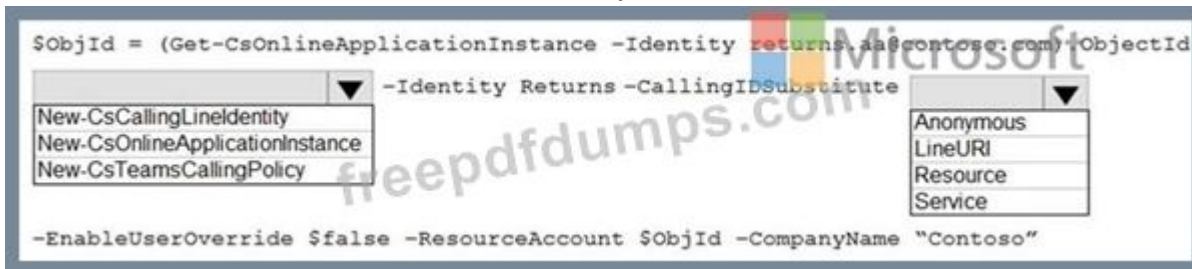 $ObjId = (Get-CsOnlineApplicationInstance -Identity returns.aa@contoso.com).ObjectId
Microsoft
-Identity Returns -CallingIDSubstitute
New-CsCallingLineIdentity
New-CsOnlineApplicationInstance
New-CsTeamsCallingPolicy
Anonymous
LineURI
Resource
Service
freepdfdumps.com
-EnableUserOverride $false -ResourceAccount $ObjId -CompanyName “Contoso”